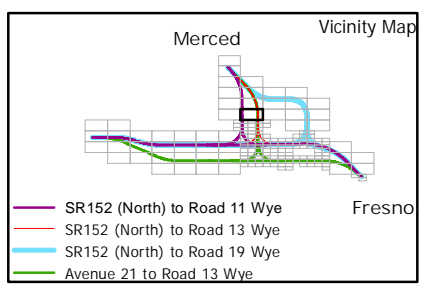 Vicinity Map
Merced
Fresno
SR152 (North) to Road 11 Wye
SR152 (North) to Road 13 Wye
SR152 (North) to Road 19 Wye
Avenue 21 to Road 13 Wye